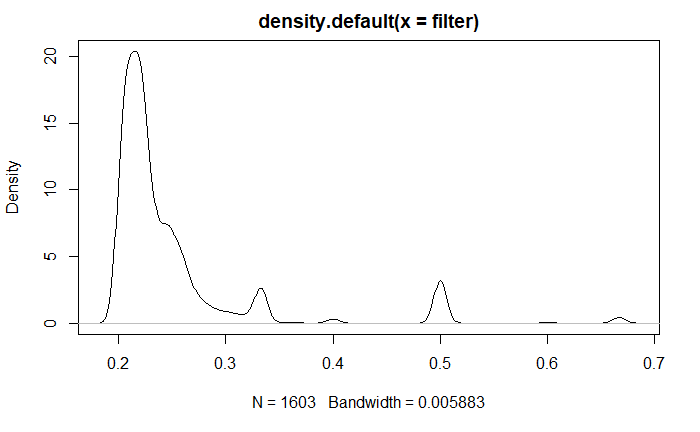 density.default(x = filter)
Density
20
15
10
5
0
0.2 0.3 0.4 0.5 0.6 0.7
N = 1603 Bandwidth = 0.005883